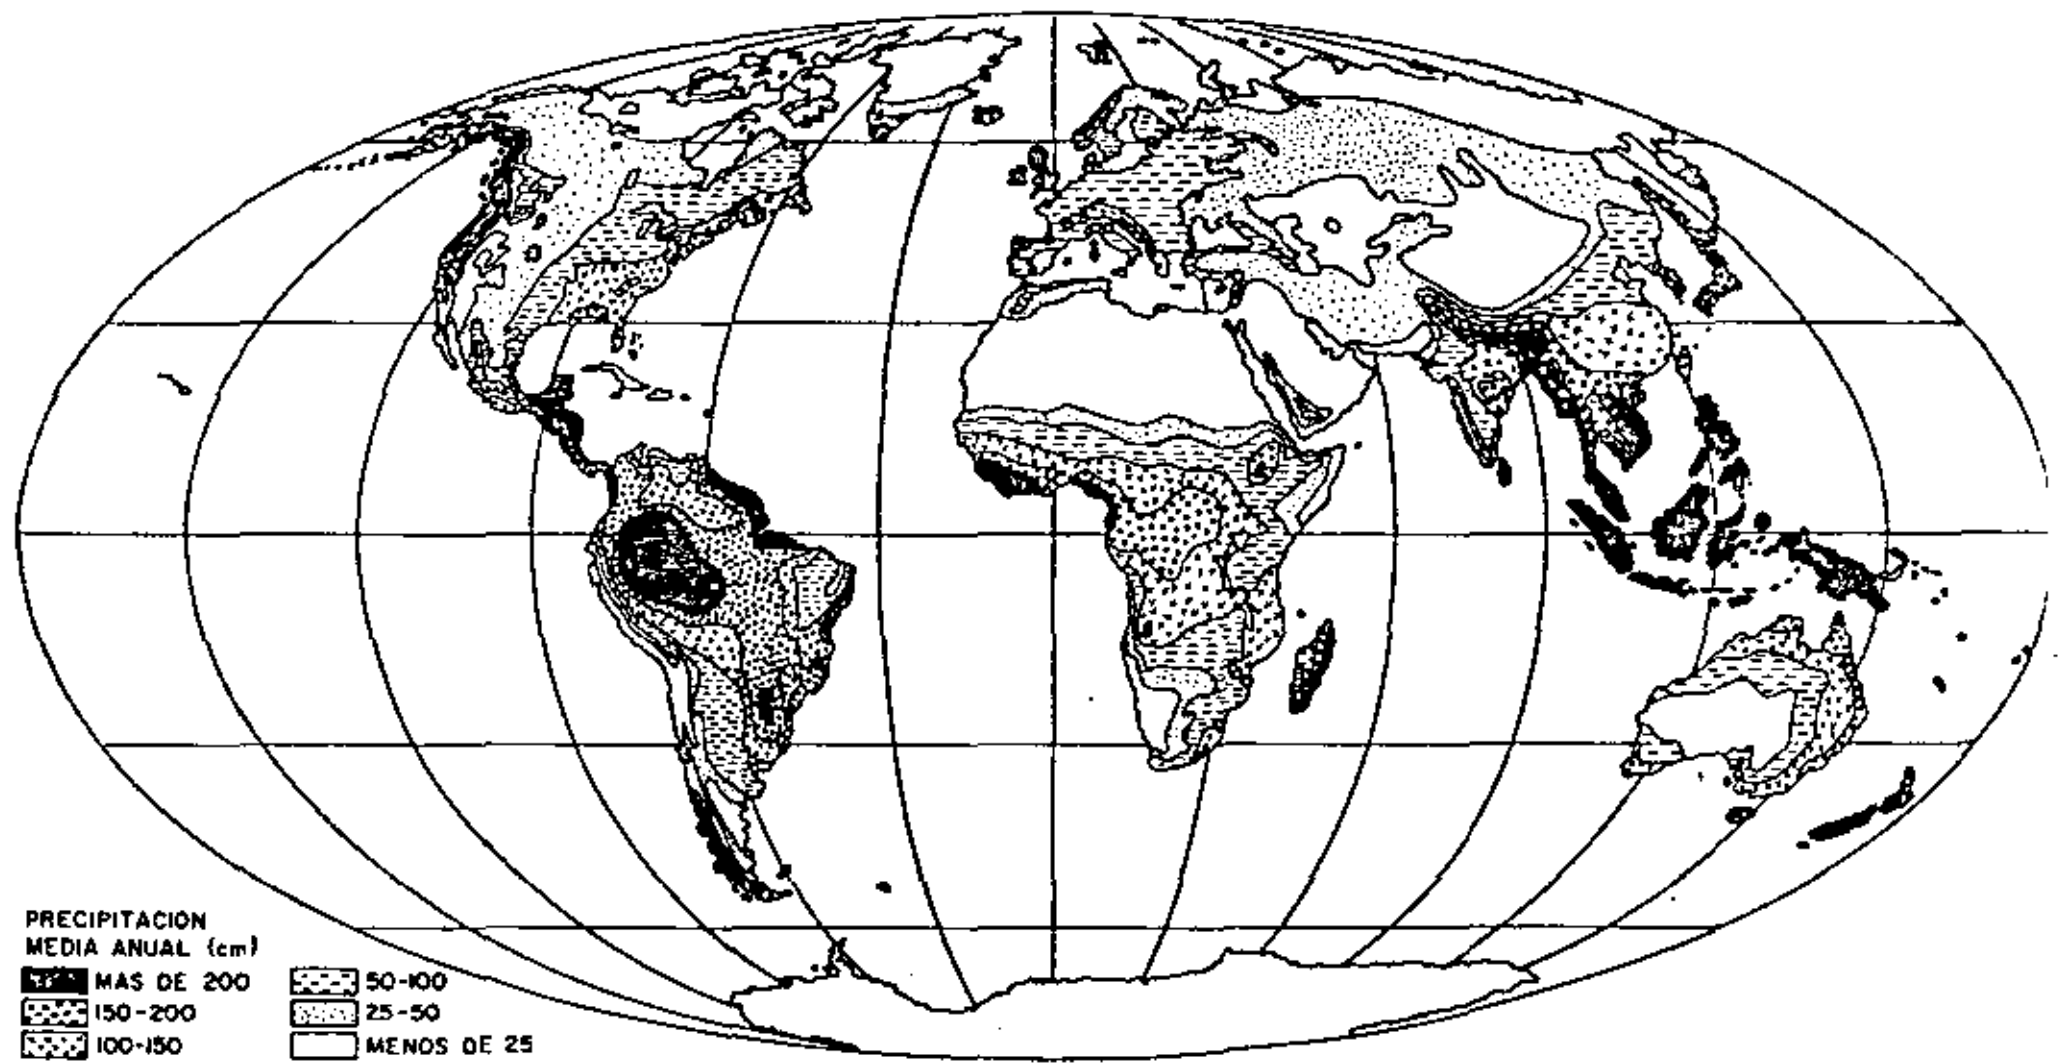 PRECIPITACION
MEDIA ANUAL (cm)
MAS DE 200
150-200
100-150
50-100
25-50
MENOS DE 25